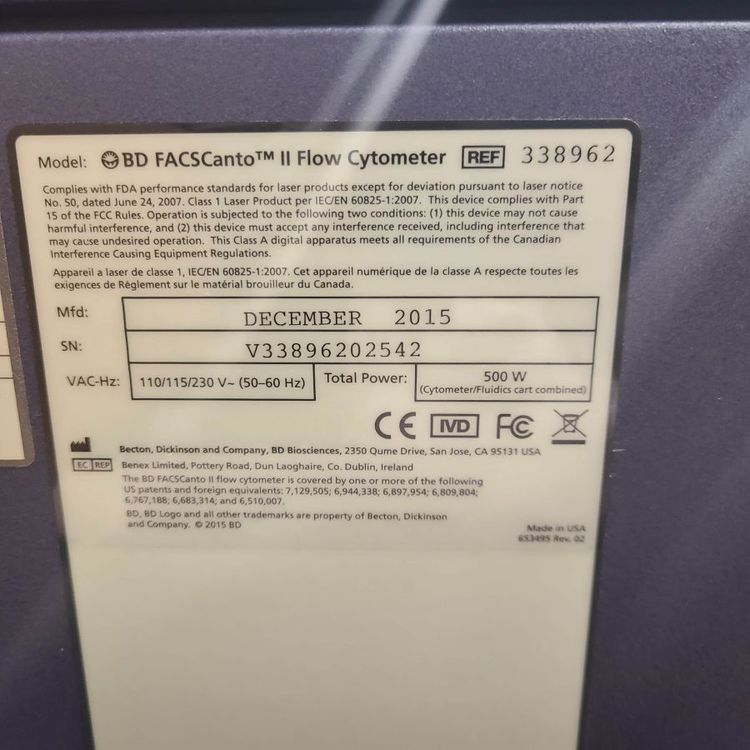 Model: BD FACSCanto™ II Flow Cytometer REF 338962
Complies with FDA performance standards for laser products except for deviation pursuant to laser notice
No. 50, dated June 24, 2007. Class 1 Laser Product per IEC/EN 60825-1:2007. This device complies with Part
15 of the FCC Rules. Operation is subjected to the following two conditions: (1) this device may not cause
harmful interference, and (2) this device must accept any interference received, including interference that
may cause undesired operation. This Class A digital apparatus meets all requirements of the Canadian
Interference Causing Equipment Regulations.
Appareil a laser de classe 1, IEC/EN 60825-1:2007. Cet appareil numérique de la classe A respecte toutes les
exigences de Règlement sur le matérial brouilleur du Canada.
Mfd: DECEMBER 2015
SN: V33896202542
VAC-Hz: 110/115/230 V~ (50–60 Hz) Total Power: 500 W
(Cytometer/Fluidics cart combined)
CE IVD FC
Becton, Dickinson and Company, BD Biosciences, 2350 Qume Drive, San Jose, CA 95131 USA
EC REP Benex Limited, Pottery Road, Dun Laoghaire, Co. Dublin, Ireland
The BD FACSCanto II flow cytometer is covered by one or more of the following
US patents and foreign equivalents: 7,129,505; 6,944,338; 6,897,954; 6,809,804;
6,767,188; 6,683,314; and 6,510,007.
BD, BD Logo and all other trademarks are property of Becton, Dickinson
and Company. © 2015 BD
Made in USA
653495 Rev. 02